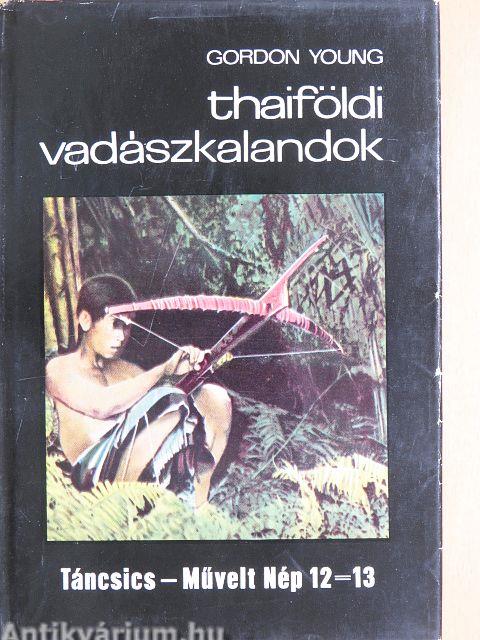 GORDON YOUNG
thaiföldi
vadászkalandok
Táncsics – Művelt Nép 12=13
Antikvárium.hu